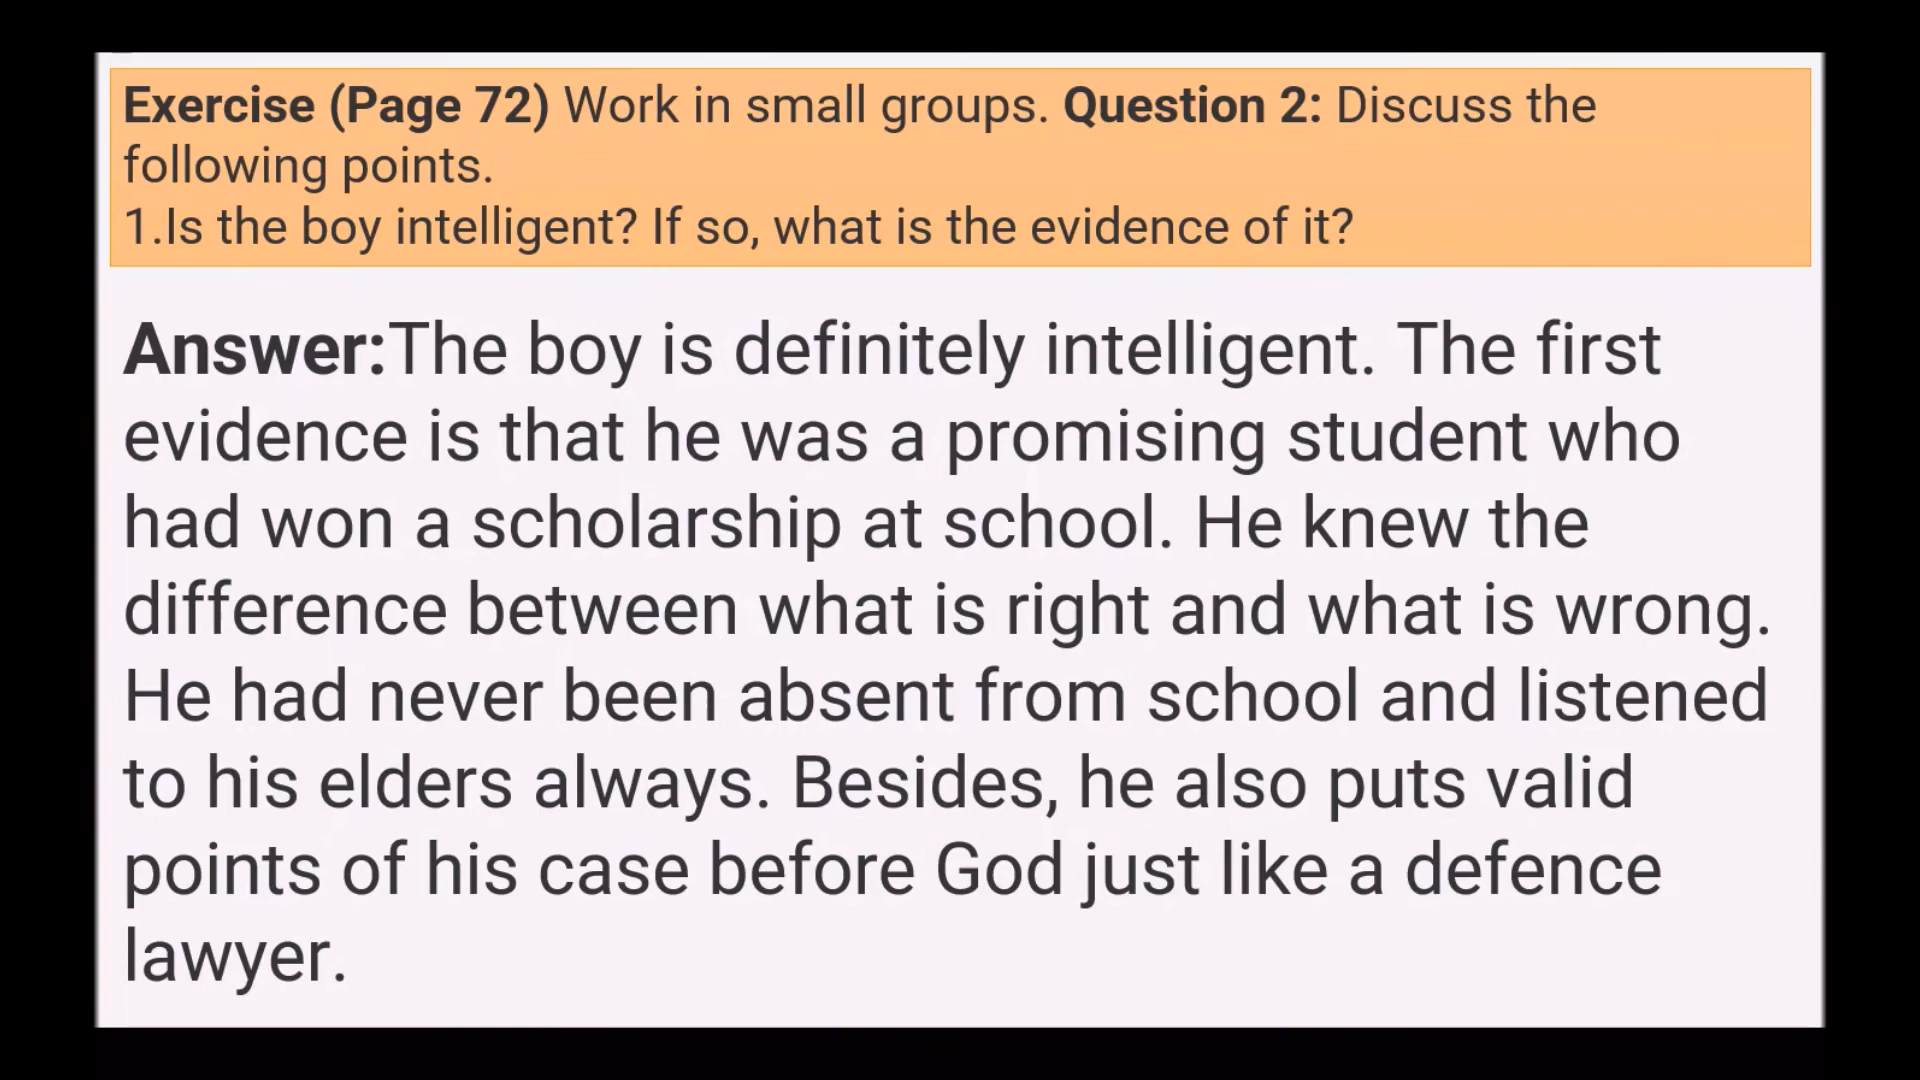 Exercise (Page 72) Work in small groups. Question 2: Discuss the
following points.
1.Is the boy intelligent? If so, what is the evidence of it?
Answer:The boy is definitely intelligent. The first
evidence is that he was a promising student who
had won a scholarship at school. He knew the
difference between what is right and what is wrong.
He had never been absent from school and listened
to his elders always. Besides, he also puts valid
points of his case before God just like a defence
lawyer.